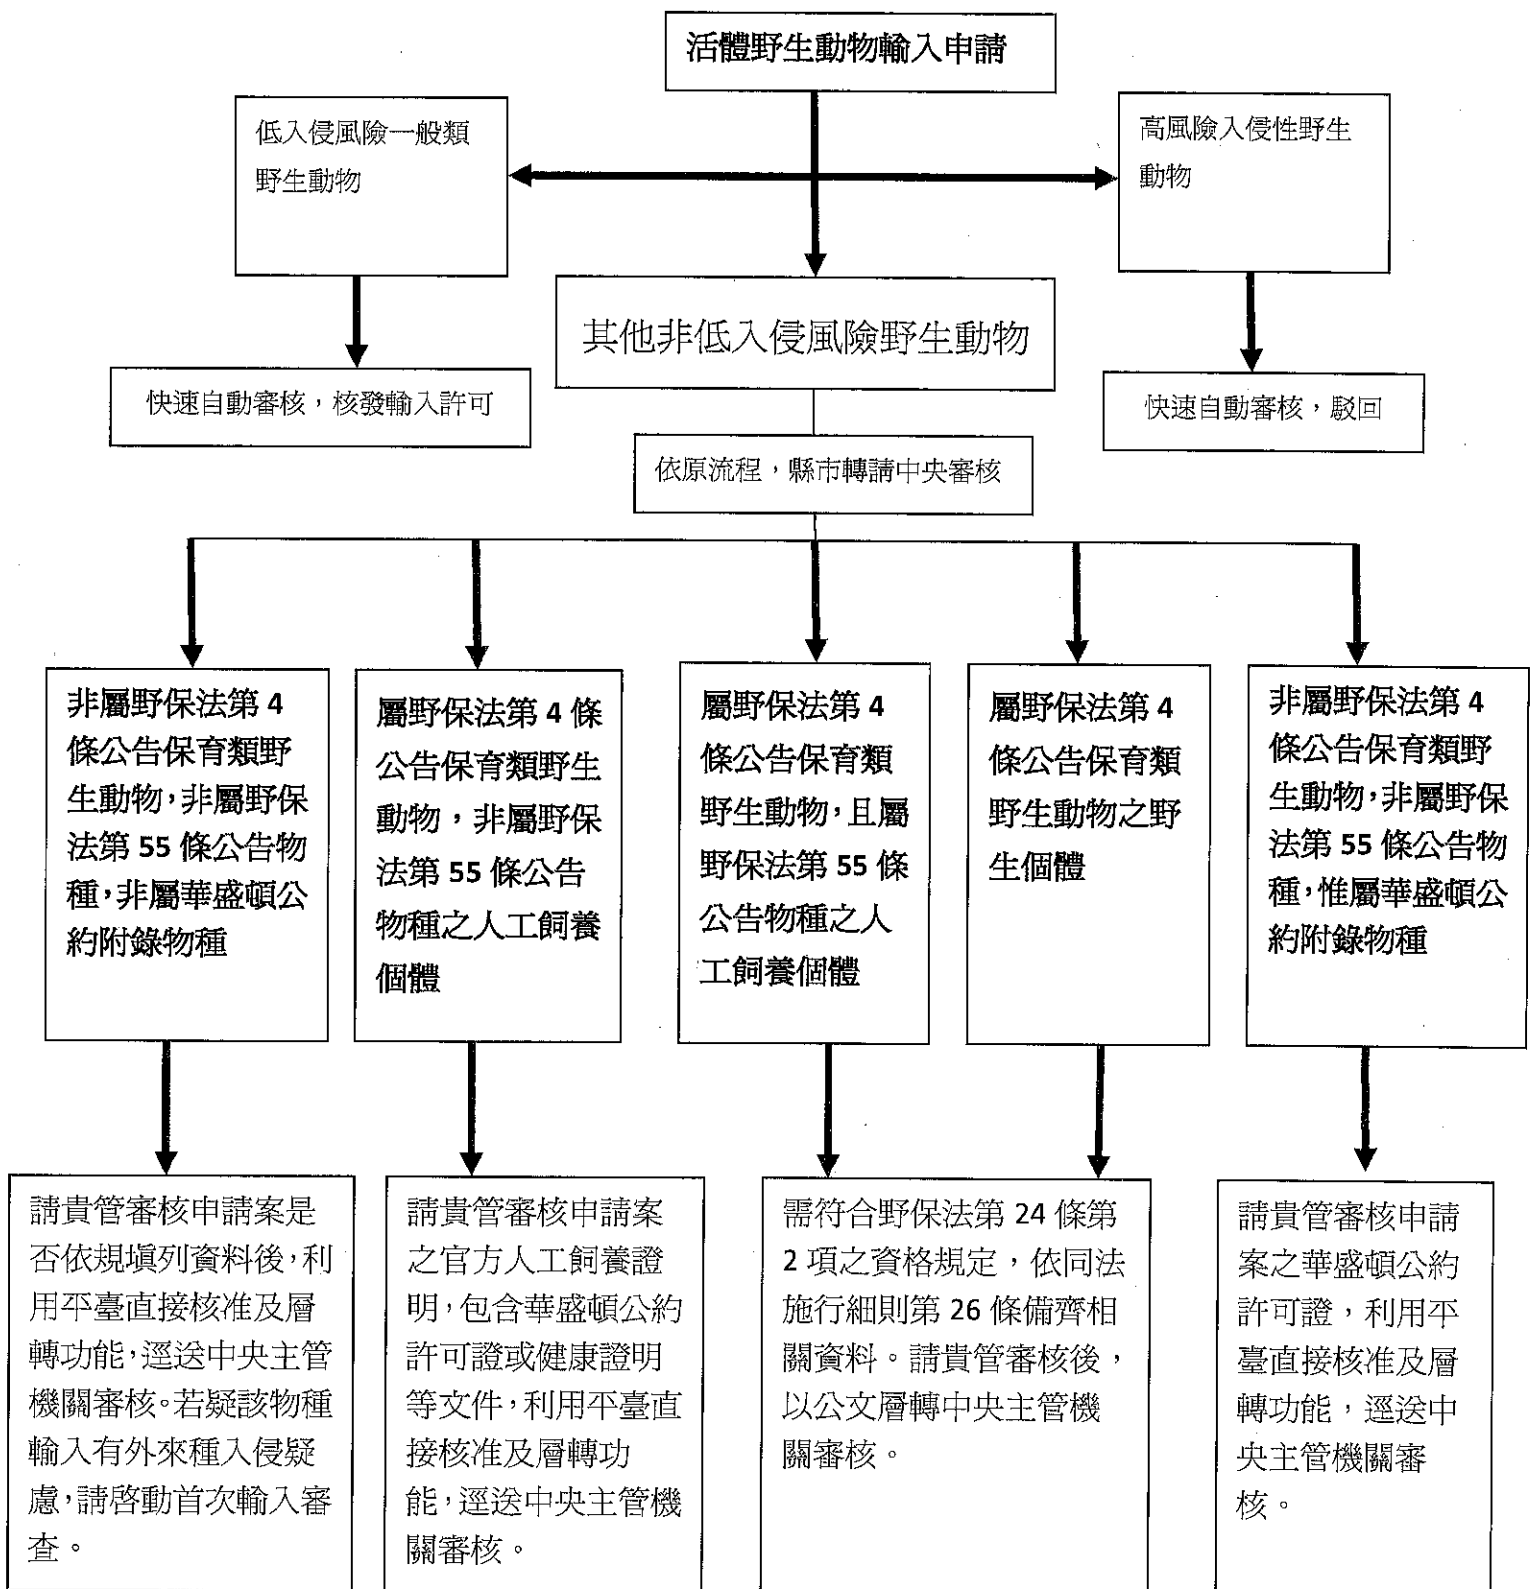 活體野生動物輸入申請
低入侵風險一般類
野生動物
高風險入侵性野生
動物
其他非低入侵風險野生動物
快速自動審核，核發輸入許可
快速自動審核，駁回
依原流程，縣市轉請中央審核
非屬野保法第 4
條公告保育類野
生動物，非屬野保
法第 55 條公告物
種，非屬華盛頓公
約附錄物種
屬野保法第 4 條
公告保育類野生
動物，非屬野保
法第 55 條公告
物種之人工飼養
個體
屬野保法第 4
條公告保育類
野生動物，且屬
野保法第 55 條
公告物種之人
工飼養個體
屬野保法第 4
條公告保育類
野生動物之野
生個體
非屬野保法第 4
條公告保育類野
生動物，非屬野保
法第 55 條公告物
種，惟屬華盛頓公
約附錄物種
請貴管審核申請案是
否依規填列資料後，利
用平臺直接核准及層
轉功能，逕送中央主管
機關審核。若疑該物種
輸入有外來種入侵疑
慮，請啓動首次輸入審
查。
請貴管審核申請案
之官方人工飼養證
明，包含華盛頓公約
許可證或健康證明
等文件，利用平臺直
接核准及層轉功
能，逕送中央主管機
關審核。
需符合野保法第 24 條第
2 項之資格規定，依同法
施行細則第 26 條備齊相
關資料。請貴管審核後，
以公文層轉中央主管機
關審核。
請貴管審核申請
案之華盛頓公約
許可證，利用平
臺直接核准及層
轉功能，逕送中
央主管機關審
核。